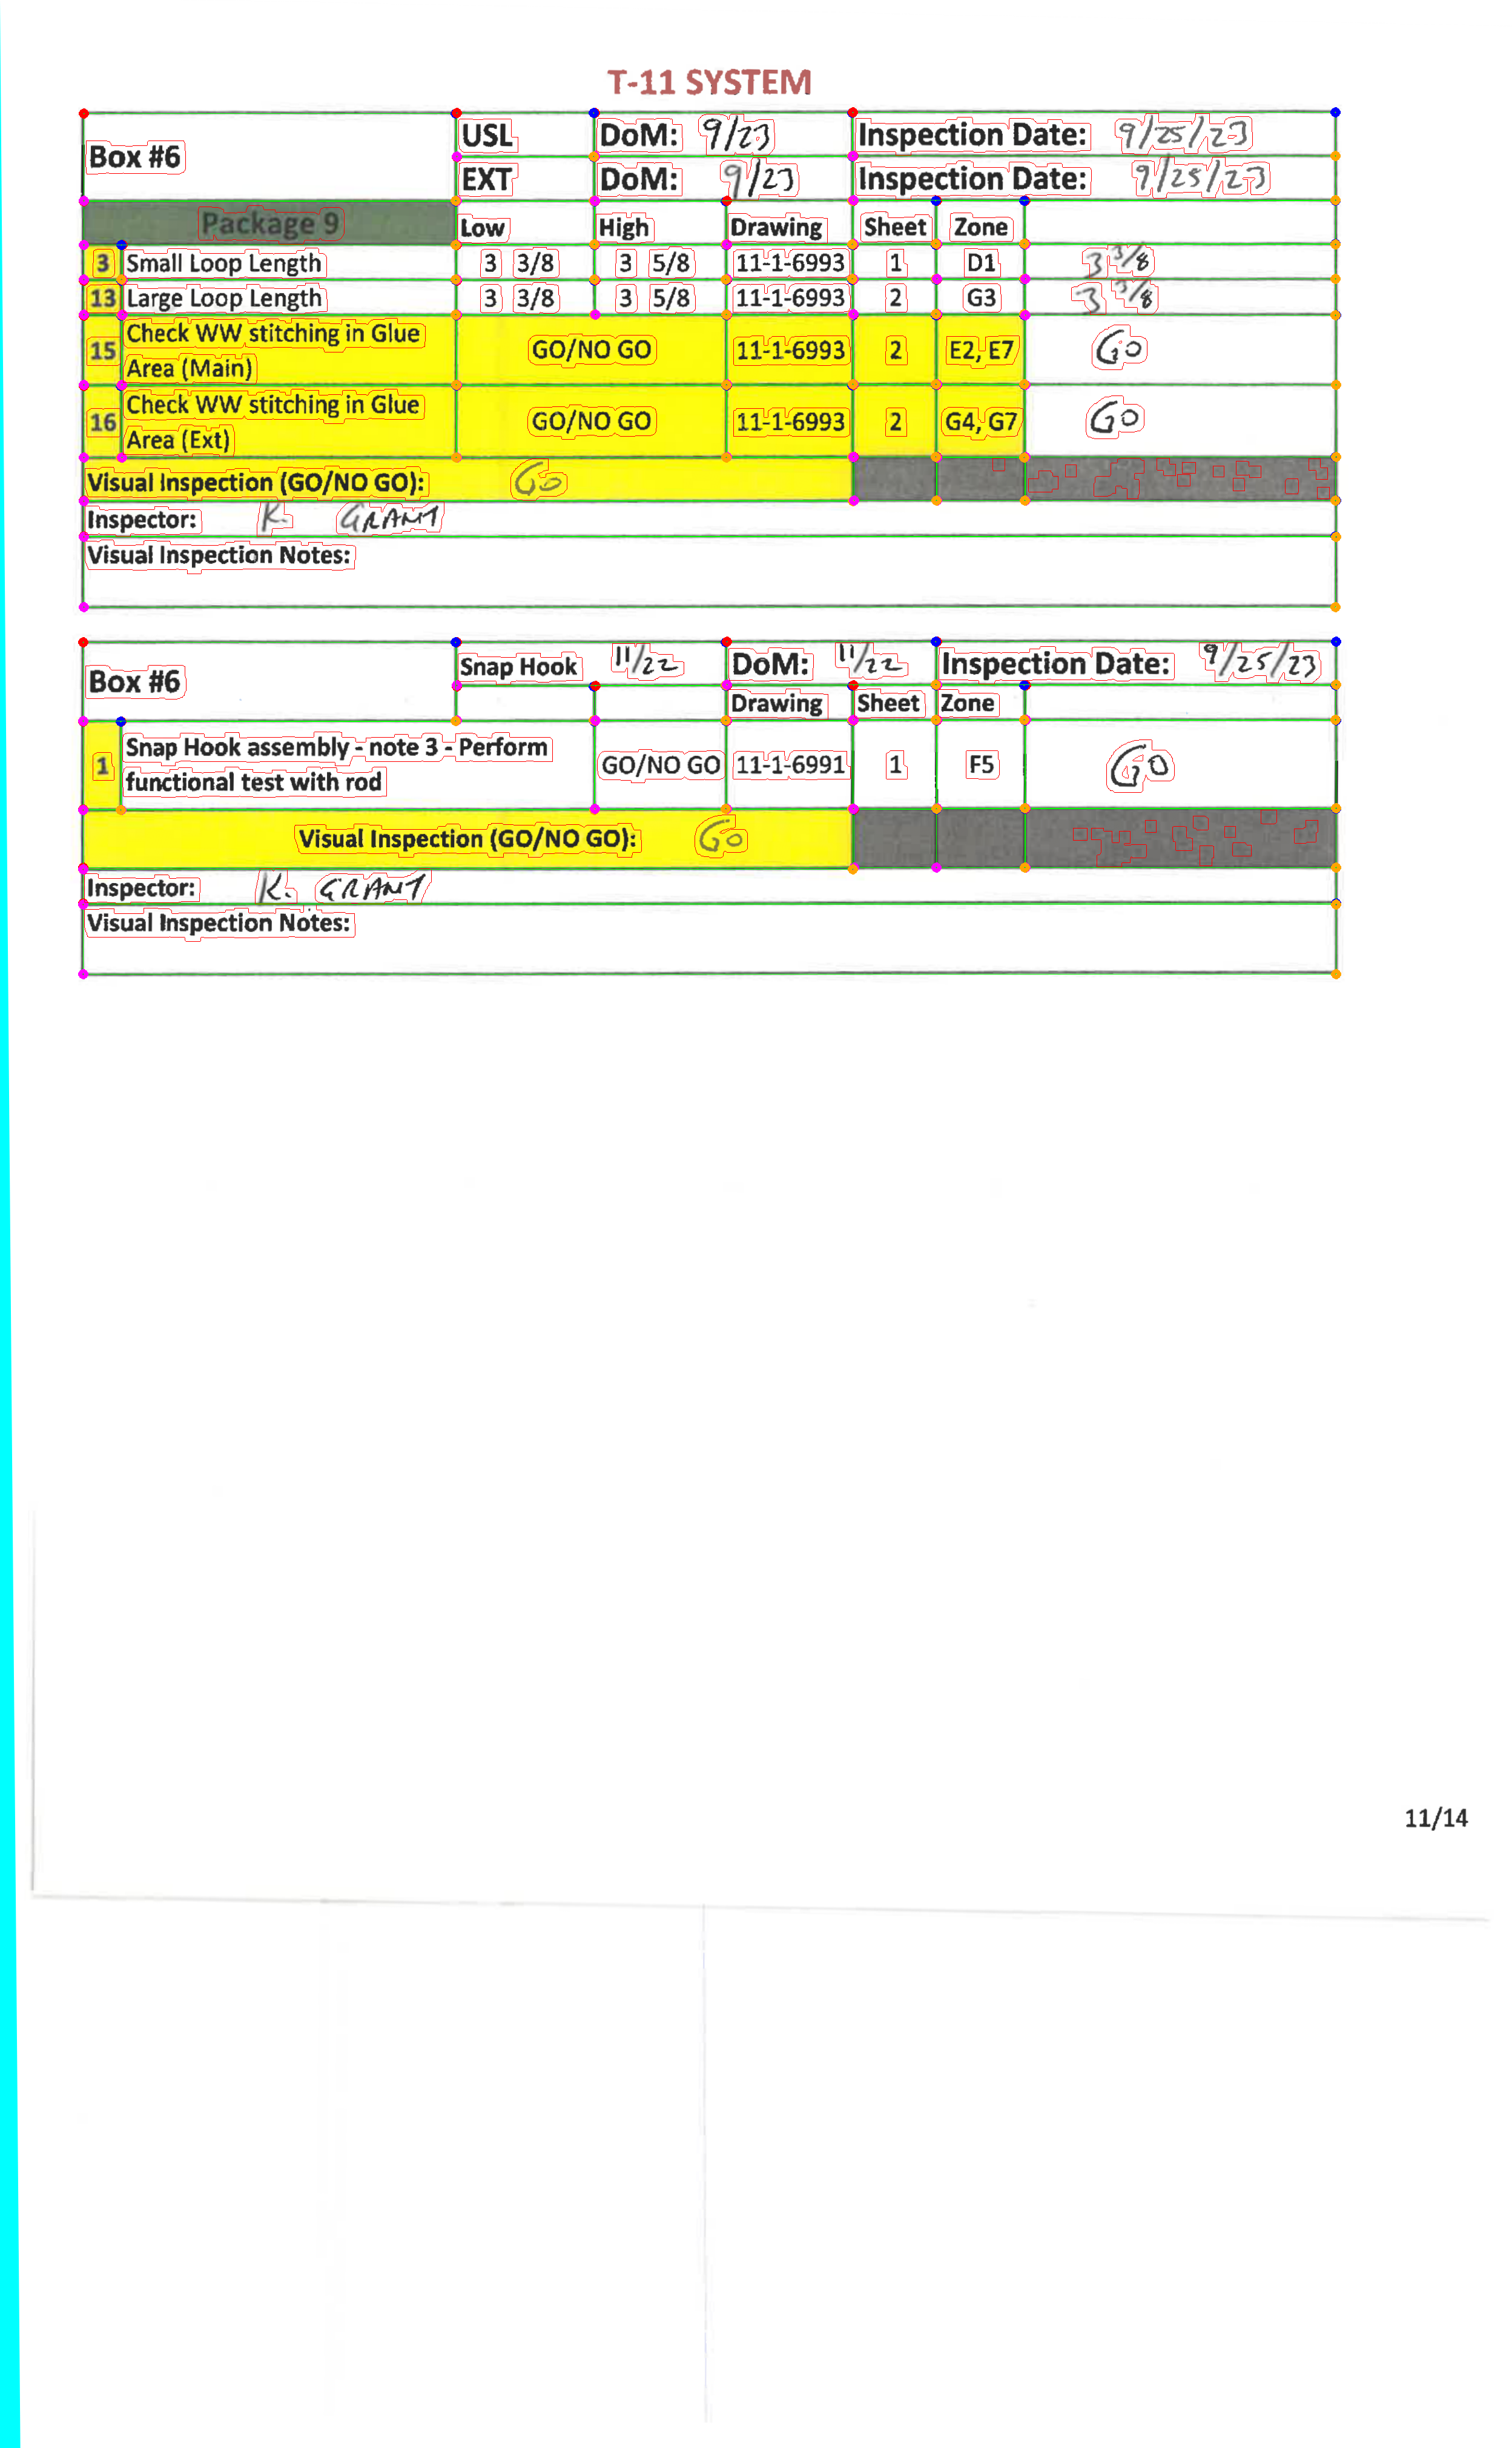 T-11 SYSTEM
Box #6 USL DoM: 9/23 Inspection Date: 9/25/23
EXT DoM: 9/23 Inspection Date: 9/25/23
Package 9 Low High Drawing Sheet Zone
3 Small Loop Length 3 3/8 3 5/8 11-1-6993 1 D1 3 3/8
13 Large Loop Length 3 3/8 3 5/8 11-1-6993 2 G3 3 3/8
15 Check WW stitching in Glue
Area (Main) GO/NO GO 11-1-6993 2 E2, E7 GO
16 Check WW stitching in Glue
Area (Ext) GO/NO GO 11-1-6993 2 G4, G7 GO
Visual Inspection (GO/NO GO): GO
Inspector: K. GRANT
Visual Inspection Notes:
Box #6 Snap Hook 11/22 DoM: 11/22 Inspection Date: 9/25/23
Drawing Sheet Zone
1 Snap Hook assembly - note 3 - Perform
functional test with rod GO/NO GO 11-1-6991 1 F5 GO
Visual Inspection (GO/NO GO): GO
Inspector: K. GRANT
Visual Inspection Notes:
11/14